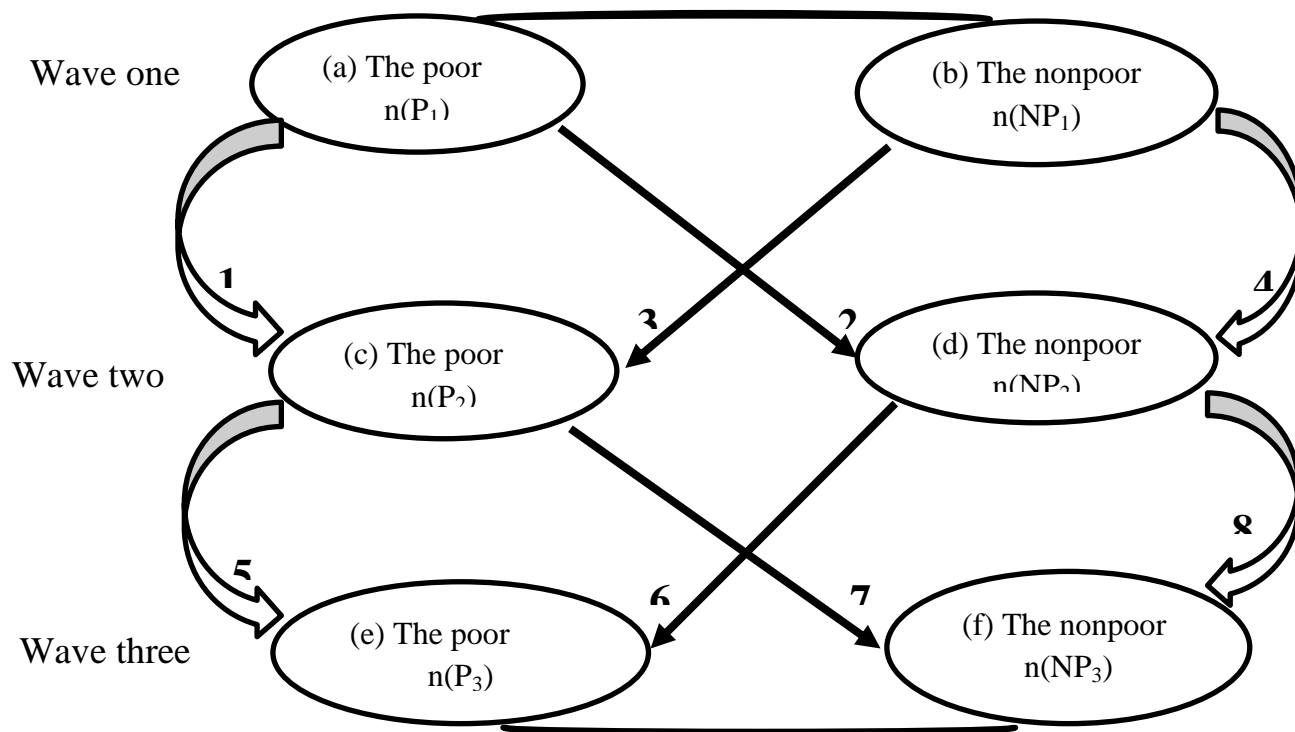 Wave one
(a) The poor
n(P₁)
(b) The nonpoor
n(NP₁)
1
3
2
4
Wave two
(c) The poor
n(P₂)
(d) The nonpoor
n(NP₂)
5
6
7
8
Wave three
(e) The poor
n(P₃)
(f) The nonpoor
n(NP₃)